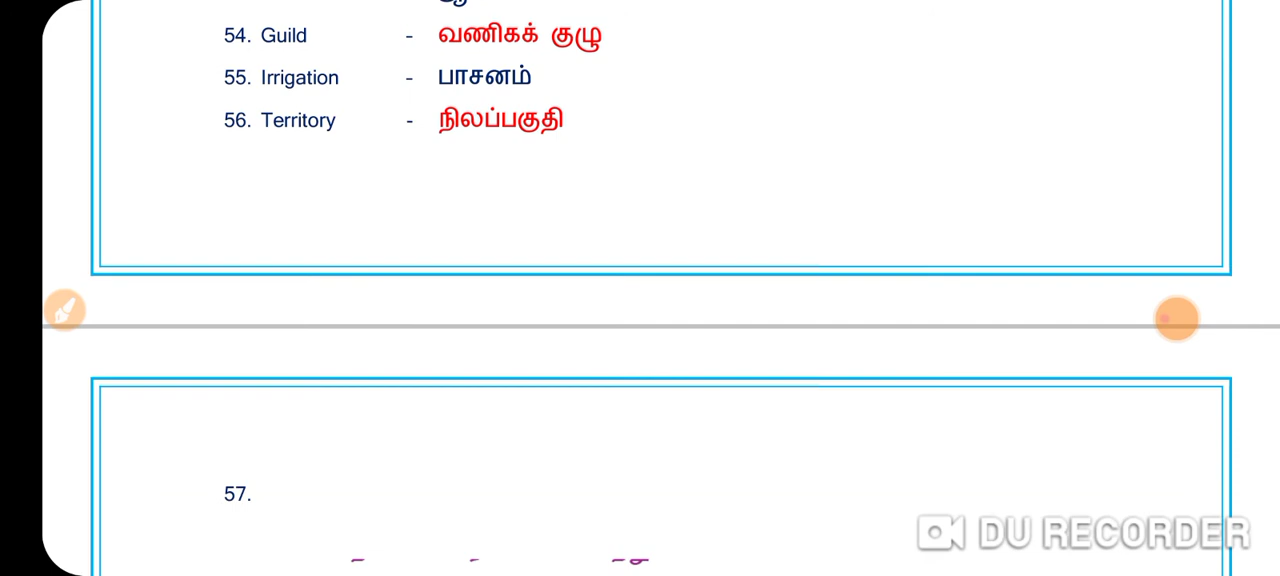 54. Guild - வணிகக் குழு
55. Irrigation - பாசனம்
56. Territory - நிலப்பகுதி
57.
DU RECORDER